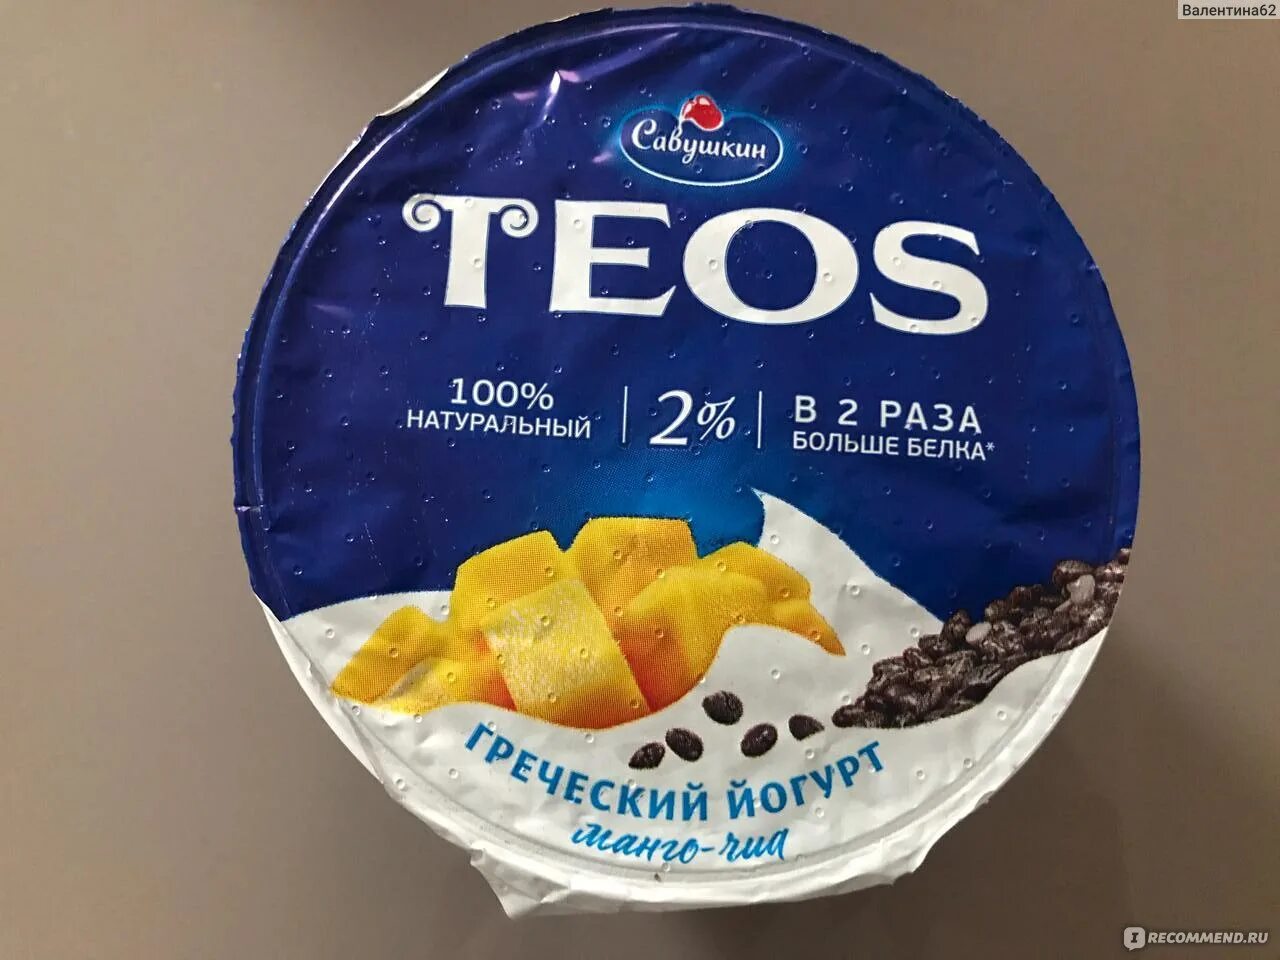 Валентина62
Савушкин
TEOS
100%
НАТУРАЛЬНЫЙ
2%
В 2 РАЗА
БОЛЬШЕ БЕЛКА*
ГРЕЧЕСКИЙ ЙОГУРТ
манго-чиа
I RECOMMEND.RU